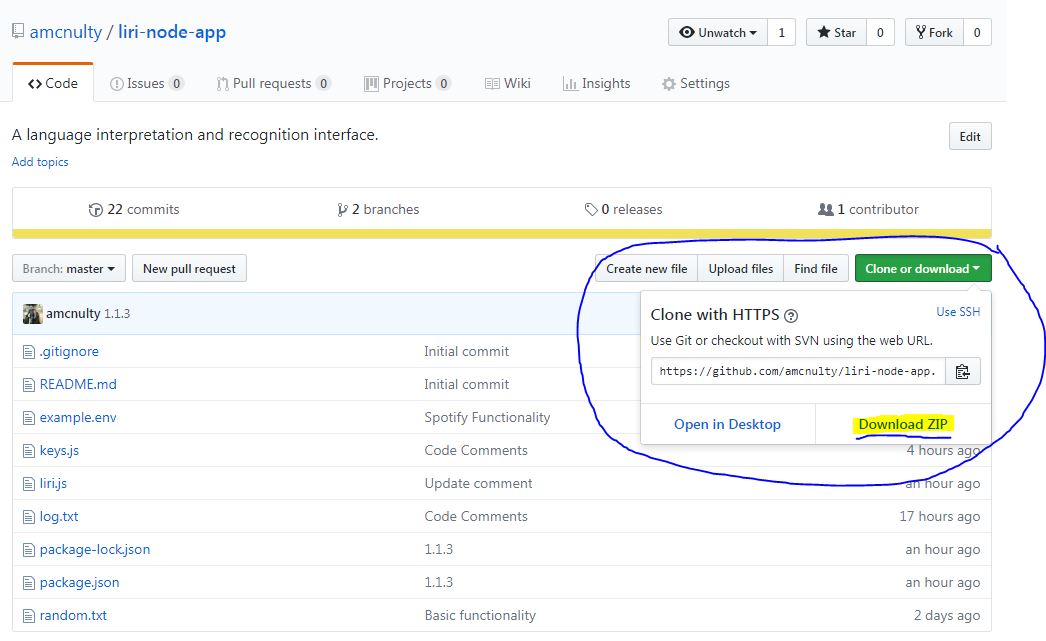 amcnulty / liri-node-app
Unwatch 1 Star 0 Fork 0
Code Issues 0 Pull requests 0 Projects 0 Wiki Insights Settings
A language interpretation and recognition interface.
Edit
Add topics
22 commits 2 branches 0 releases 1 contributor
Branch: master New pull request Create new file Upload files Find file Clone or download
amcnulty 1.1.3
Clone with HTTPS ? Use SSH
Use Git or checkout with SVN using the web URL.
https://github.com/amcnulty/liri-node-app.
Open in Desktop Download ZIP
.gitignore Initial commit
README.md Initial commit
example.env Spotify Functionality
keys.js Code Comments 4 hours ago
liri.js Update comment an hour ago
log.txt Code Comments 17 hours ago
package-lock.json 1.1.3 an hour ago
package.json 1.1.3 an hour ago
random.txt Basic functionality 2 days ago